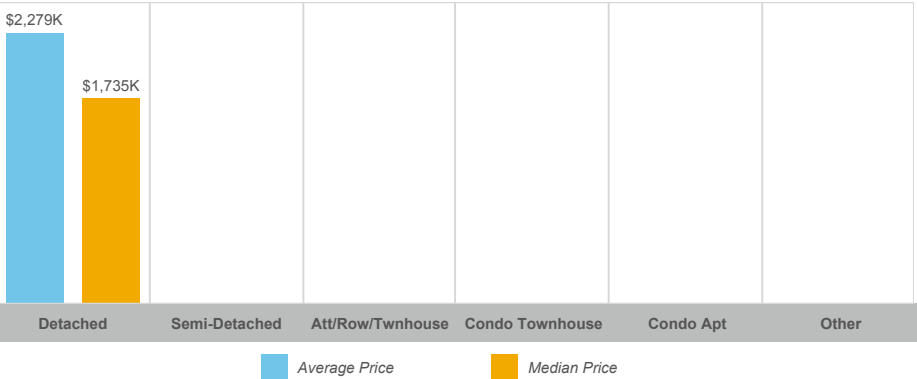 $2,279K
$1,735K
Detached Semi-Detached Att/Row/Twnhouse Condo Townhouse Condo Apt Other
Average Price Median Price